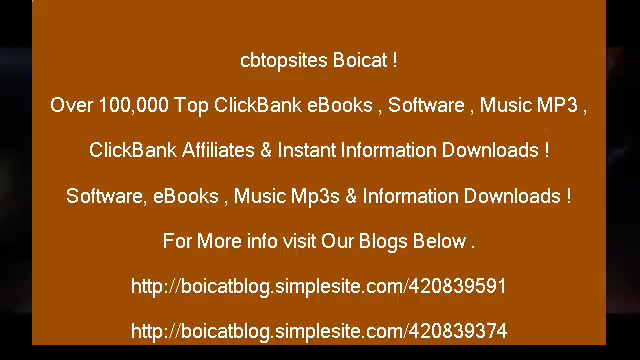 cbtopsites Boicat !
Over 100,000 Top ClickBank eBooks , Software , Music MP3 ,
ClickBank Affiliates & Instant Information Downloads !
Software, eBooks , Music Mp3s & Information Downloads !
For More info visit Our Blogs Below .
http://boicatblog.simplesite.com/420839591
http://boicatblog.simplesite.com/420839374